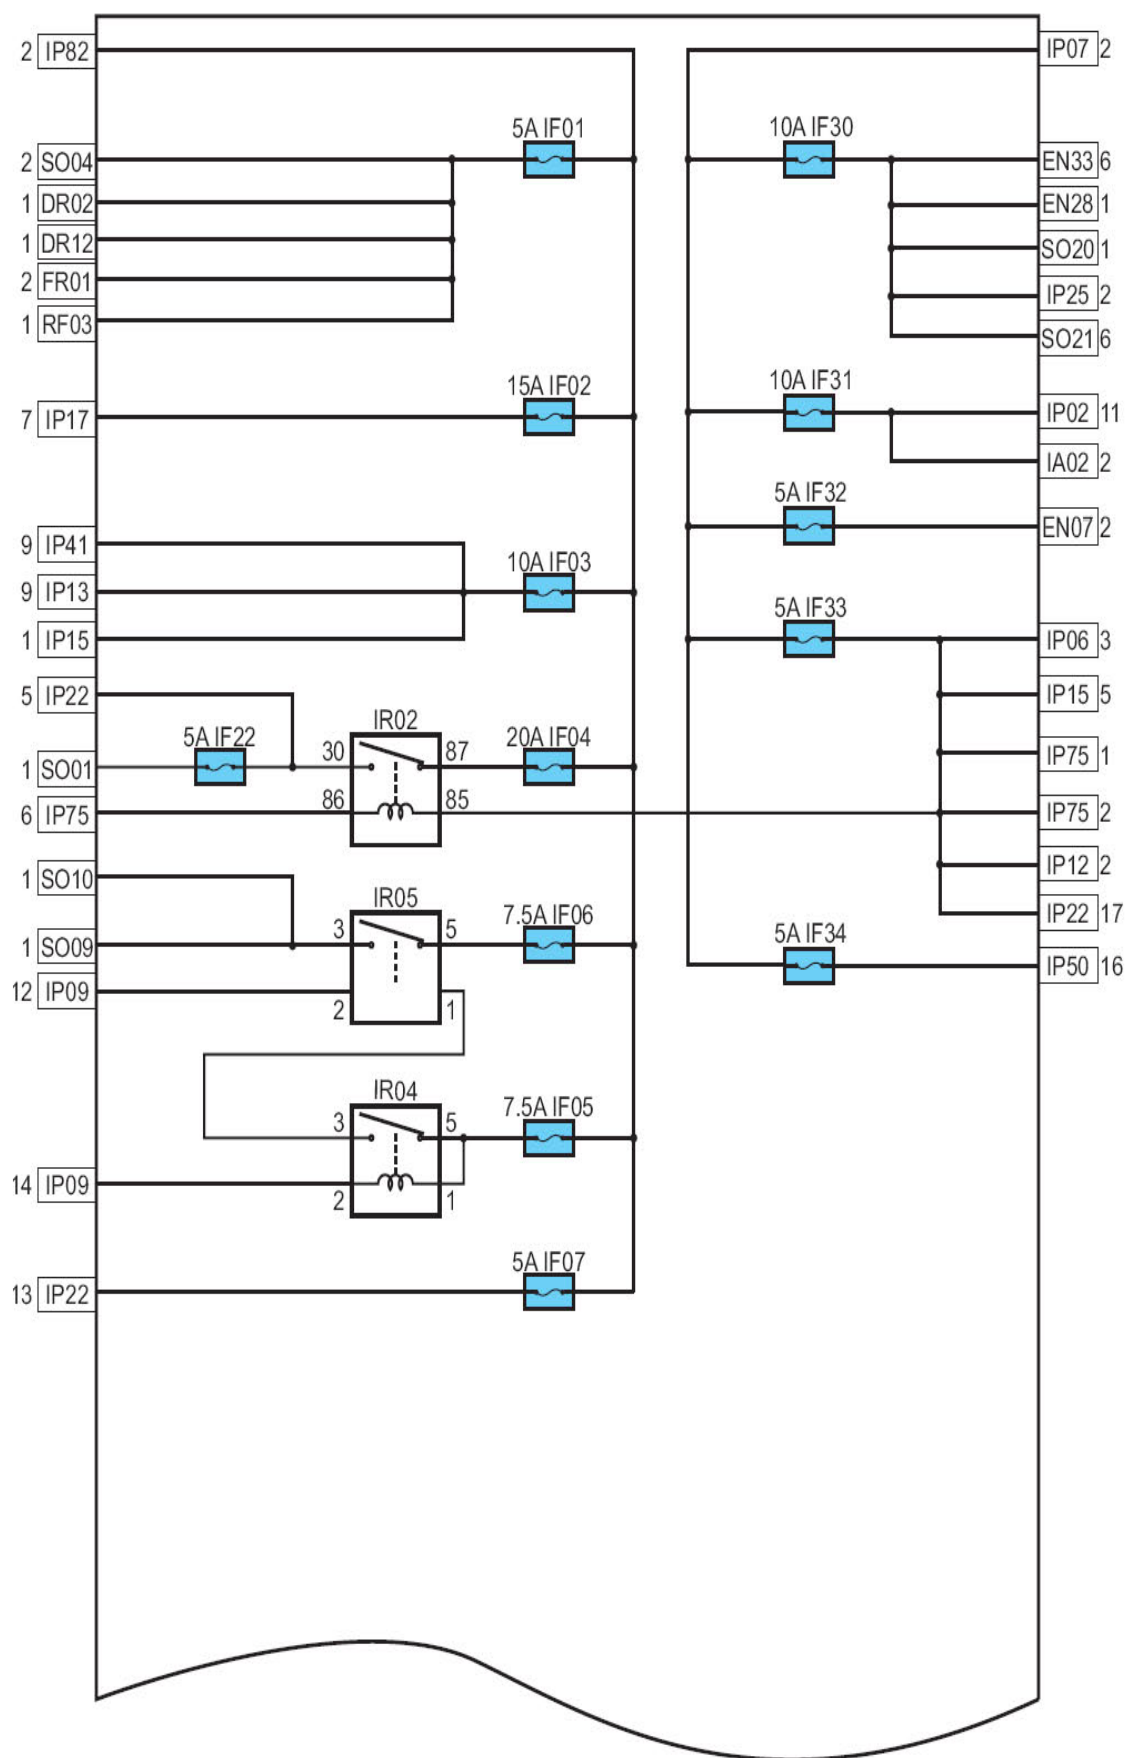 2 IP82
IP07 2
5A IF01
10A IF30
2 SO04
EN33 6
1 DR02
EN28 1
1 DR12
SO20 1
2 FR01
IP25 2
1 RF03
SO21 6
15A IF02
10A IF31
7 IP17
IP02 11
IA02 2
5A IF32
EN07 2
9 IP41
10A IF03
9 IP13
5A IF33
1 IP15
IP06 3
5 IP22
IP15 5
IR02
5A IF22
30
87
20A IF04
1 SO01
IP75 1
86
85
6 IP75
IP75 2
1 SO10
IP12 2
IR05
3
5
7.5A IF06
IP22 17
1 SO09
5A IF34
12 IP09
IP50 16
2
1
IR04
3
5
7.5A IF05
14 IP09
2
1
5A IF07
13 IP22